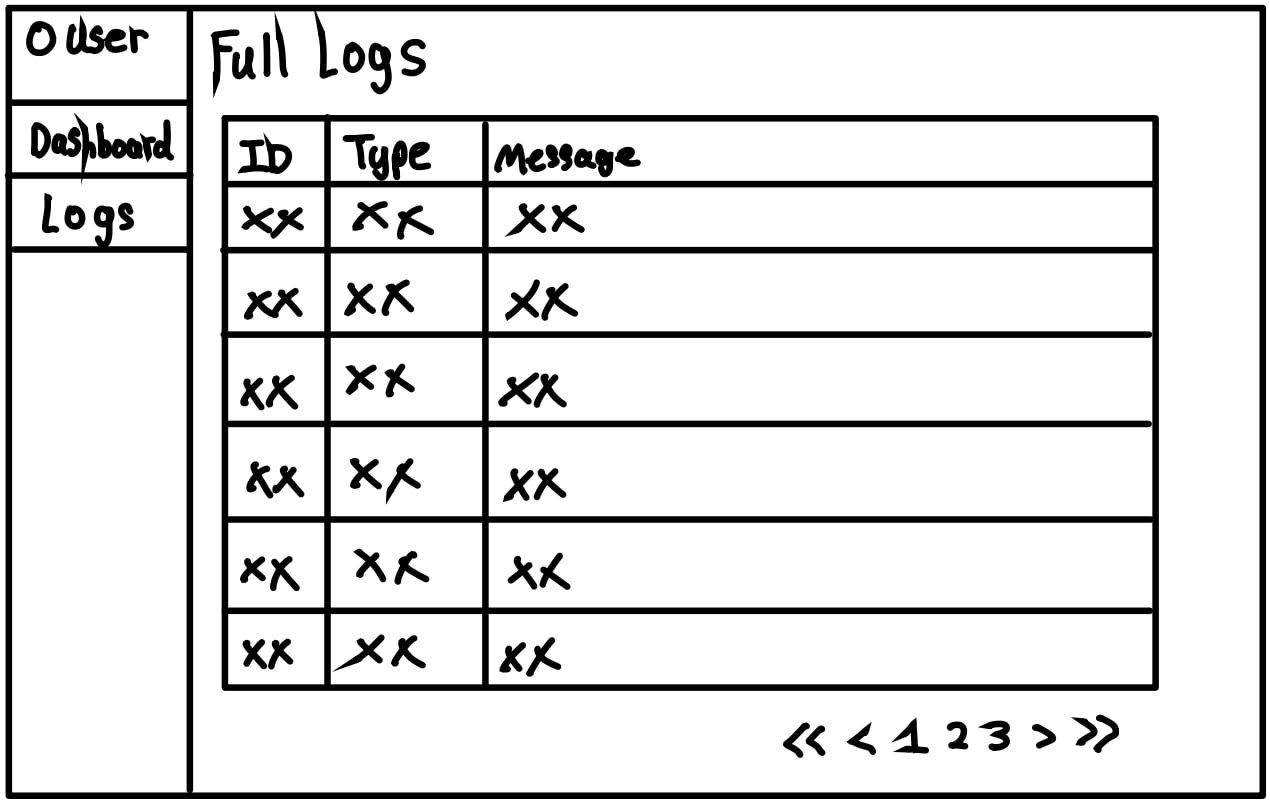 O user
Dashboard
Logs
Full Logs
ID Type Message
xx xx xx
xx xx xx
xx xx xx
xx xx xx
xx xx xx
xx xx xx
<< < 1 2 3 > >>